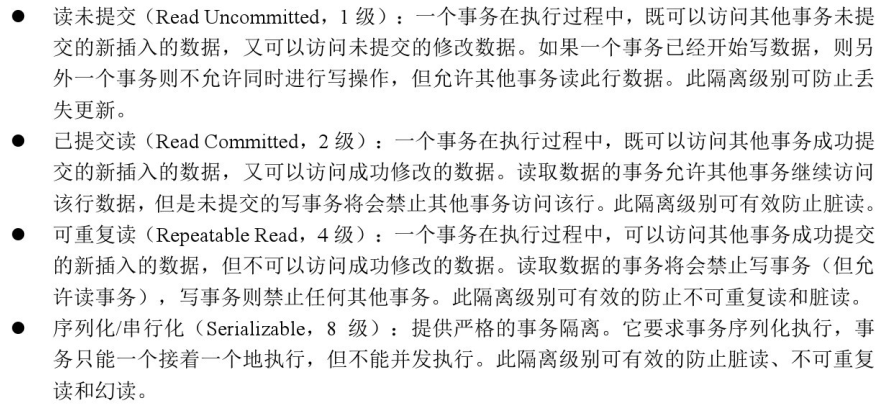 ● 读未提交（Read Uncommitted，1 级）：一个事务在执行过程中，既可以访问其他事务未提
交的新插入的数据，又可以访问未提交的修改数据。如果一个事务已经开始写数据，则另
外一个事务则不允许同时进行写操作，但允许其他事务读此行数据。此隔离级别可防止丢
失更新。
● 已提交读（Read Committed，2 级）：一个事务在执行过程中，既可以访问其他事务成功提
交的新插入的数据，又可以访问成功修改的数据。读取数据的事务允许其他事务继续访问
该行数据，但是未提交的写事务将会禁止其他事务访问该行。此隔离级别可有效防止脏读。
● 可重复读（Repeatable Read，4 级）：一个事务在执行过程中，可以访问其他事务成功提交
的新插入的数据，但不可以访问成功修改的数据。读取数据的事务将会禁止写事务（但允
许读事务），写事务则禁止任何其他事务。此隔离级别可有效的防止不可重复读和脏读。
● 序列化/串行化（Serializable，8 级）：提供严格的事务隔离。它要求事务序列化执行，事
务只能一个接着一个地执行，但不能并发执行。此隔离级别可有效的防止脏读、不可重复
读和幻读。